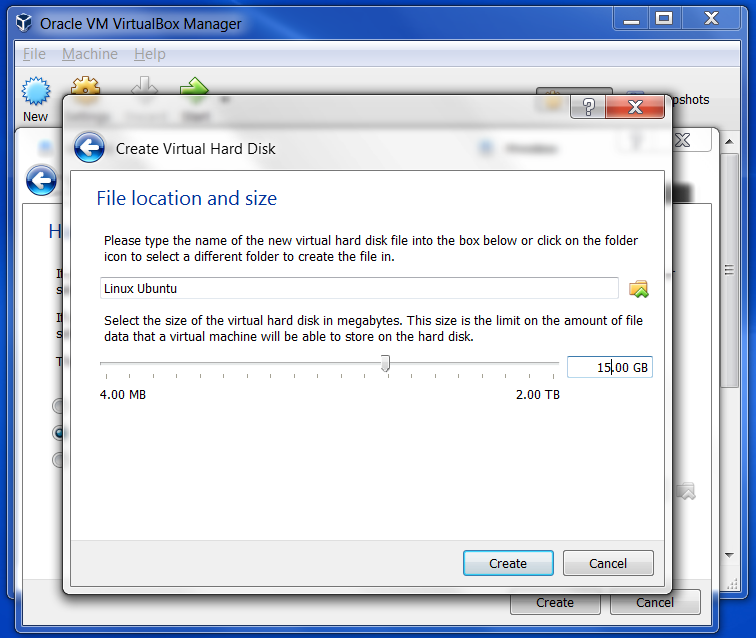 Oracle VM VirtualBox Manager
File Machine Help
New
Start
pshots
Create Virtual Hard Disk
File location and size
Please type the name of the new virtual hard disk file into the box below or click on the folder
icon to select a different folder to create the file in.
Linux Ubuntu
Select the size of the virtual hard disk in megabytes. This size is the limit on the amount of file
data that a virtual machine will be able to store on the hard disk.
15.00 GB
4.00 MB 2.00 TB
Create Cancel
Create Cancel